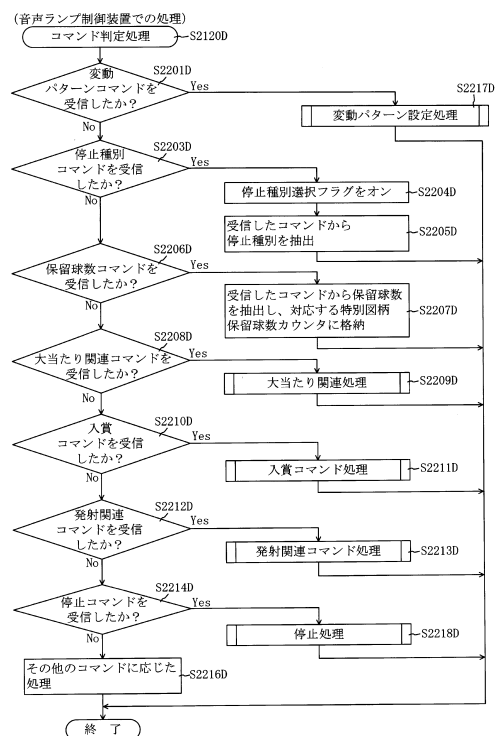 (音声ランプ制御装置での処理)
コマンド判定処理
S2120D
変動
パターンコマンドを
受信したか?
S2201D
Yes
No
変動パターン設定処理
S2217D
停止種別
コマンドを受信
したか?
S2203D
Yes
No
停止種別選択フラグをオン
S2204D
受信したコマンドから
停止種別を抽出
S2205D
保留球数コマンドを
受信したか?
S2206D
Yes
No
受信したコマンドから保留球数
を抽出し、対応する特別図柄
保留球数カウンタに格納
S2207D
大当たり関連コマンドを
受信したか?
S2208D
Yes
No
大当たり関連処理
S2209D
入賞
コマンドを受信
したか?
S2210D
Yes
No
入賞コマンド処理
S2211D
発射関連
コマンドを受信
したか?
S2212D
Yes
No
発射関連コマンド処理
S2213D
停止コマンドを
受信したか?
S2214D
Yes
No
停止処理
S2218D
その他のコマンドに応じた
処理
S2216D
終 了